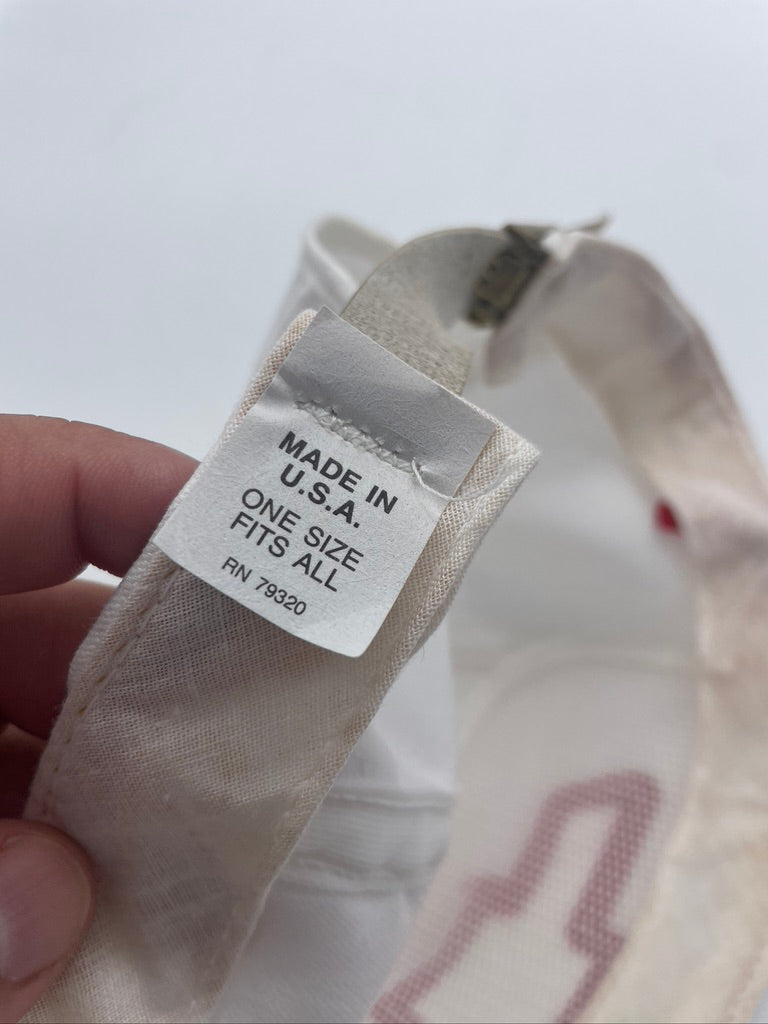 MADE IN
U.S.A.
ONE SIZE
FITS ALL
RN 79320